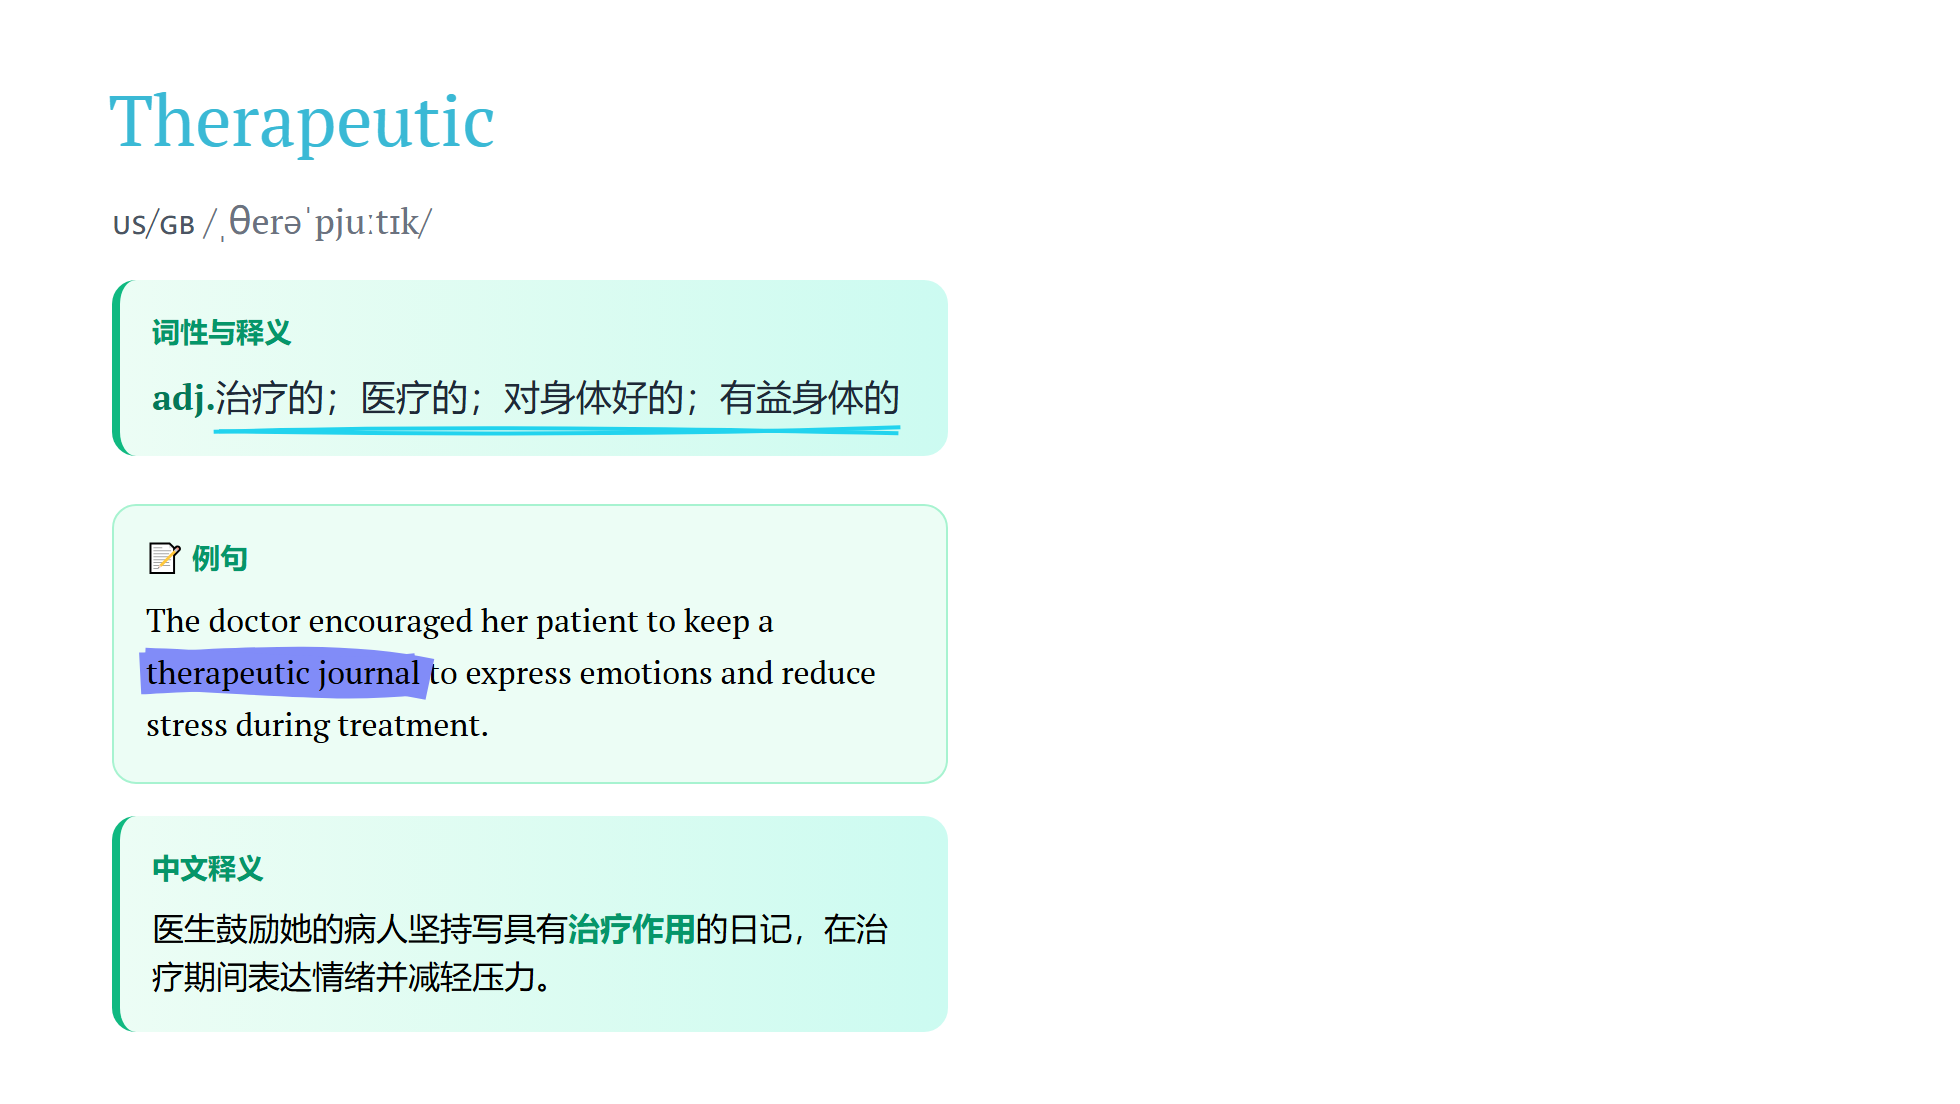 Therapeutic
US/GB /ˌθerəˈpjuːtɪk/
词性与释义
adj.治疗的；医疗的；对身体好的；有益身体的
📝 例句
The doctor encouraged her patient to keep a
therapeutic journal to express emotions and reduce
stress during treatment.
中文释义
医生鼓励她的病人坚持写具有治疗作用的日记，在治
疗期间表达情绪并减轻压力。